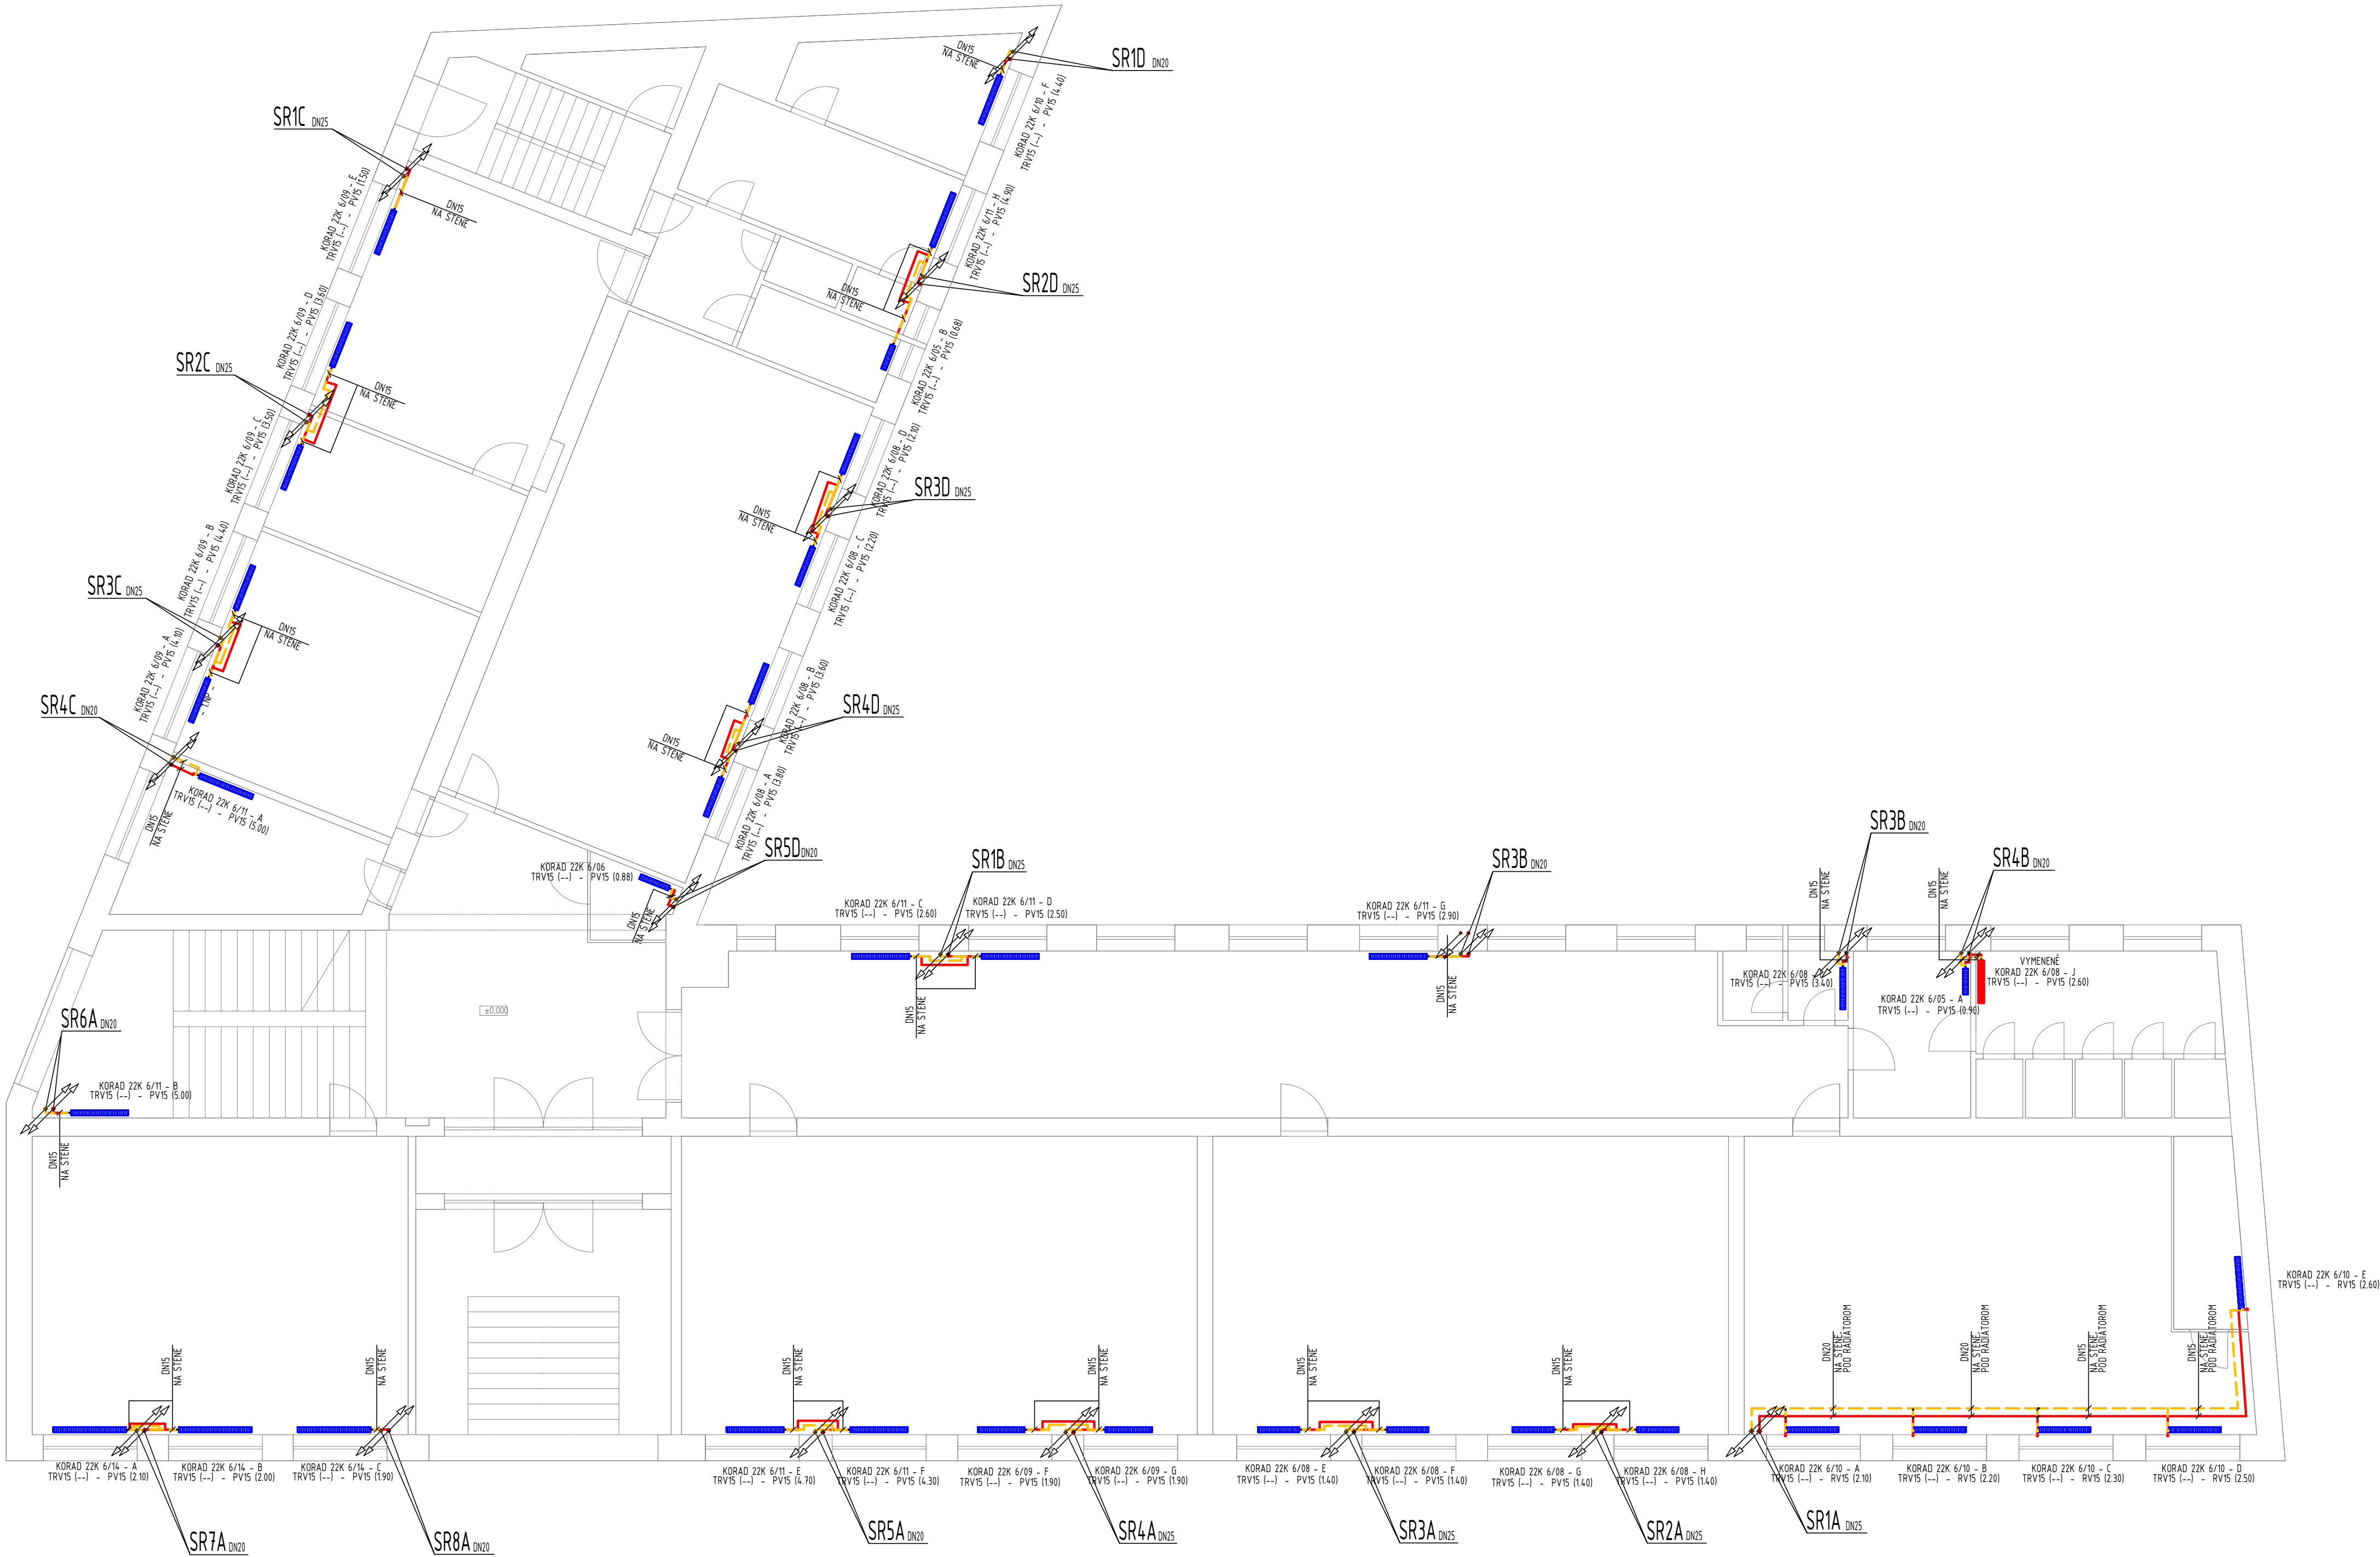 SR1D DN20
DN15
NA STENE
KORAD 22K 6/10 - F
TRV15 (--) - PV15 (4.40)
SR1C DN25
DN15
NA STENE
KORAD 22K 6/09 - E
TRV15 (--) - PV15 (1.50)
KORAD 22K 6/11 - H
TRV15 (--) - PV15 (4.90)
SR2D DN25
DN15
NA STENE
KORAD 22K 6/09 - D
TRV15 (--) - PV15 (3.60)
SR2C DN25
DN15
NA STENE
KORAD 22K 6/05 - B
TRV15 (--) - PV15 (0.68)
KORAD 22K 6/09 - C
TRV15 (--) - PV15 (3.50)
KORAD 22K 6/08 - D
TRV15 (--) - PV15 (2.10)
SR3D DN25
DN15
NA STENE
KORAD 22K 6/09 - B
TRV15 (--) - PV15 (4.40)
KORAD 22K 6/08 - C
TRV15 (--) - PV15 (2.20)
SR3C DN25
DN15
NA STENE
KORAD 22K 6/09 - A
TRV15 (--) - PV15 (4.10)
- 1.NP -
SR4C DN20
KORAD 22K 6/08 - B
TRV15 (--) - PV15 (3.60)
SR4D DN25
DN15
NA STENE
KORAD 22K 6/11 - A
TRV15 (--) - PV15 (5.00)
DN15
NA STENE
KORAD 22K 6/08 - A
TRV15 (--) - PV15 (3.80)
SR5D DN20
KORAD 22K 6/06
TRV15 (--) - PV15 (0.88)
DN15
NA STENE
SR1B DN25
KORAD 22K 6/11 - C
TRV15 (--) - PV15 (2.60)
KORAD 22K 6/11 - D
TRV15 (--) - PV15 (2.50)
DN15
NA STENE
SR3B DN20
KORAD 22K 6/11 - G
TRV15 (--) - PV15 (2.90)
DN15
NA STENE
SR3B DN20
DN15
NA STENE
KORAD 22K 6/08
TRV15 (--) - PV15 (3.40)
SR4B DN20
DN15
NA STENE
VYMENENÉ
KORAD 22K 6/08 - J
TRV15 (--) - PV15 (2.60)
KORAD 22K 6/05 - A
TRV15 (--) - PV15 (0.90)
±0,000
SR6A DN20
KORAD 22K 6/11 - B
TRV15 (--) - PV15 (5.00)
DN15
NA STENE
KORAD 22K 6/10 - E
TRV15 (--) - RV15 (2.60)
DN15
NA STENE
DN15
NA STENE
DN15
NA STENE
DN15
NA STENE
DN15
NA STENE
DN15
NA STENE
DN20
NA STENE,
POD RADIÁTOROM
DN20
NA STENE,
POD RADIÁTOROM
DN15
NA STENE,
POD RADIÁTOROM
DN15
NA STENE,
POD RADIÁTOROM
KORAD 22K 6/14 - A
TRV15 (--) - PV15 (2.10)
KORAD 22K 6/14 - B
TRV15 (--) - PV15 (2.00)
KORAD 22K 6/14 - C
TRV15 (--) - PV15 (1.90)
KORAD 22K 6/11 - E
TRV15 (--) - PV15 (4.70)
KORAD 22K 6/11 - F
TRV15 (--) - PV15 (4.30)
KORAD 22K 6/09 - F
TRV15 (--) - PV15 (1.90)
KORAD 22K 6/09 - G
TRV15 (--) - PV15 (1.90)
KORAD 22K 6/08 - E
TRV15 (--) - PV15 (1.40)
KORAD 22K 6/08 - F
TRV15 (--) - PV15 (1.40)
KORAD 22K 6/08 - G
TRV15 (--) - PV15 (1.40)
KORAD 22K 6/08 - H
TRV15 (--) - PV15 (1.40)
KORAD 22K 6/10 - A
TRV15 (--) - RV15 (2.10)
KORAD 22K 6/10 - B
TRV15 (--) - RV15 (2.20)
KORAD 22K 6/10 - C
TRV15 (--) - RV15 (2.30)
KORAD 22K 6/10 - D
TRV15 (--) - RV15 (2.50)
SR7A DN20
SR8A DN20
SR5A DN20
SR4A DN25
SR3A DN25
SR2A DN25
SR1A DN25